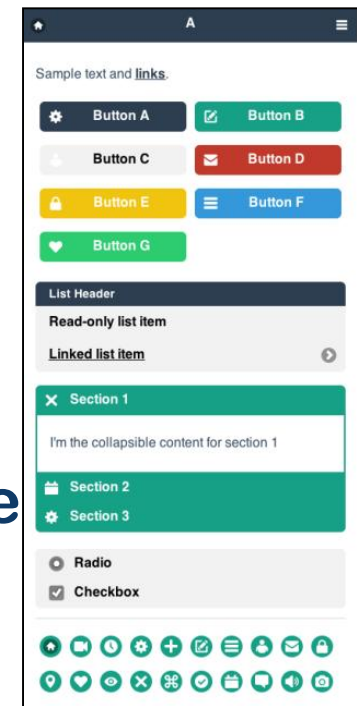 A
Sample text and links.
Button A Button B
Button C Button D
Button E Button F
Button G
List Header
Read-only list item
Linked list item
Section 1
I'm the collapsible content for section 1
e
Section 2
Section 3
Radio
Checkbox